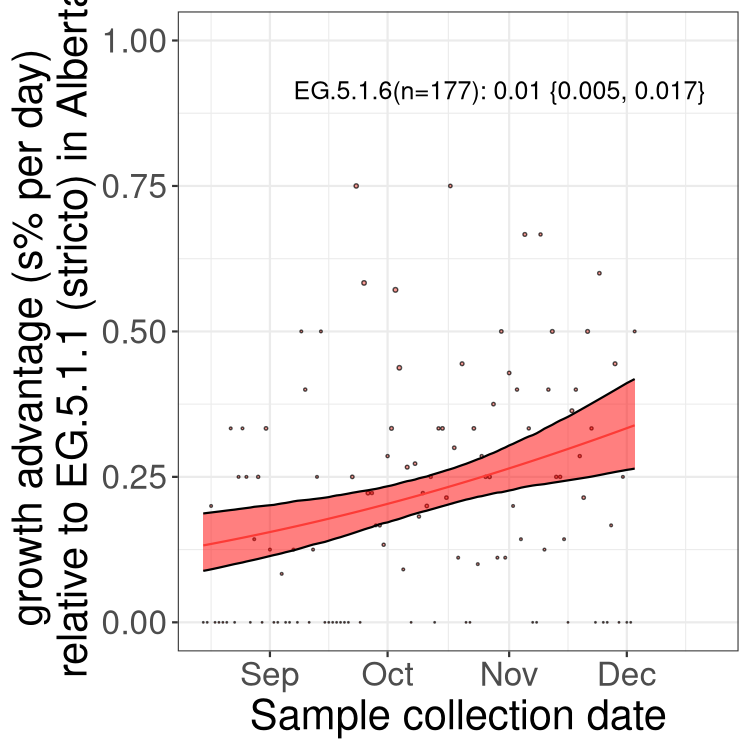 growth advantage (s% per day)
relative to EG.5.1.1 (stricto) in Alberta
1.00
0.75
0.50
0.25
0.00
EG.5.1.6(n=177): 0.01 {0.005, 0.017}
Sep Oct Nov Dec
Sample collection date